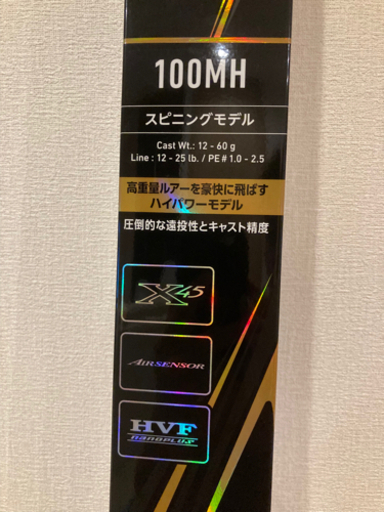 100MH
スピニングモデル
Cast Wt.: 12 - 60 g
Line : 12 - 25 lb. / PE # 1.0 - 2.5
高重量ルアーを豪快に飛ばす
ハイパワーモデル
圧倒的な遠投性とキャスト精度
X45
AIRSENSOR
HVF
nanoPLUS